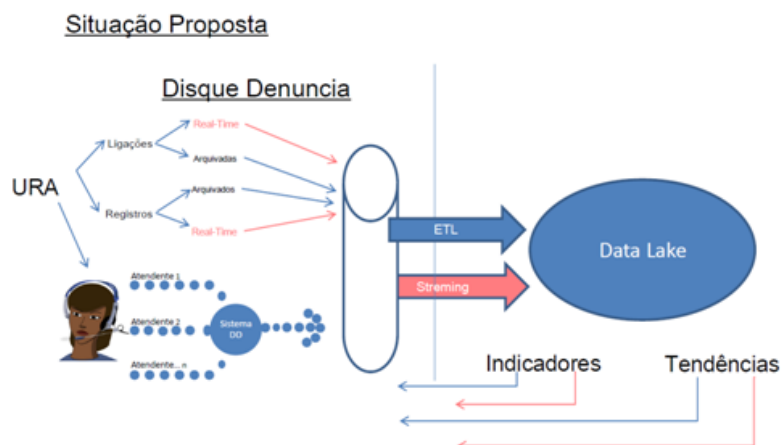 Situação Proposta
Disque Denuncia
Real-Time
Ligações
Arquivadas
URA
Arquivados
Registros
Real-Time
ETL
Data Lake
Streming
Atendente 1
Atendente 2
Sistema
DD
Atendente... n
Indicadores
Tendências